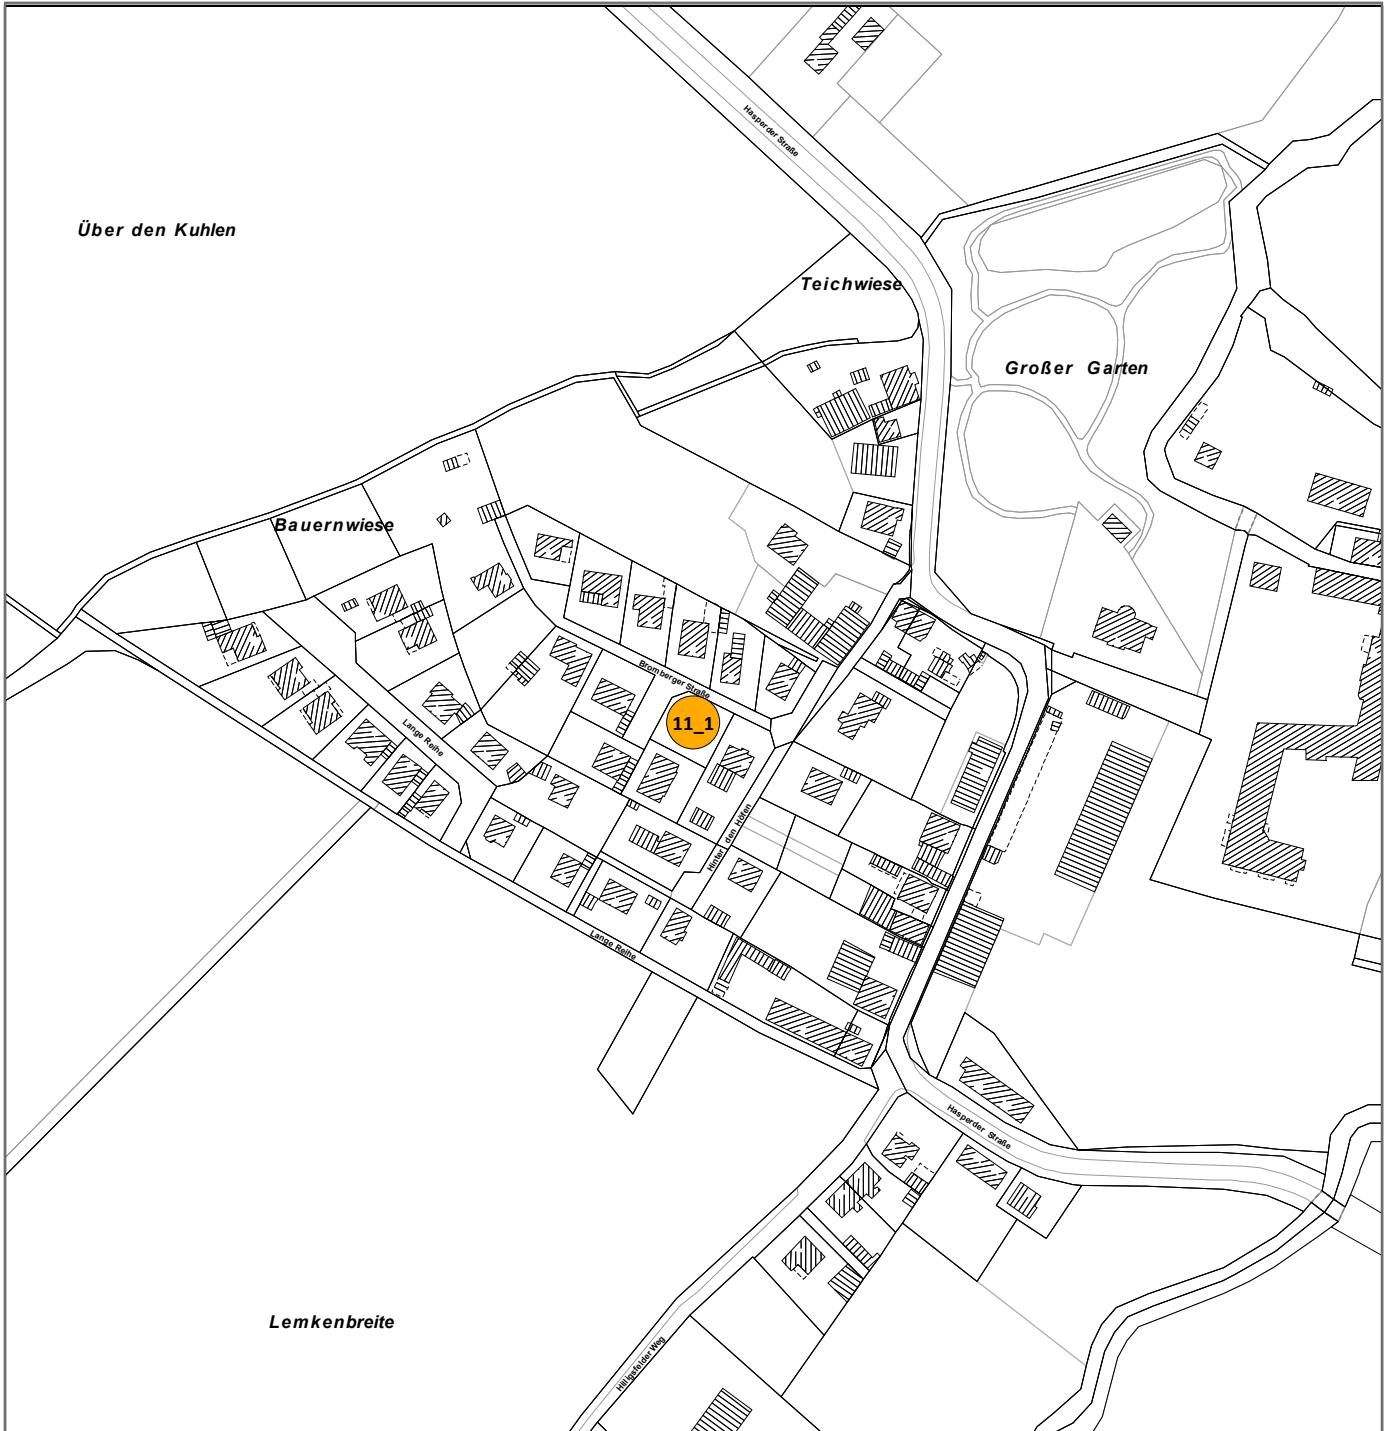 Hasperder Straße
Über den Kuhlen
Teichwiese
Großer Garten
Bauernwiese
Bromberger Straße
11_1
Lange Reihe
Hinter den Höfen
Lange Reihe
Hasperder Straße
Lemkenbreite
Hilligsfelder Weg